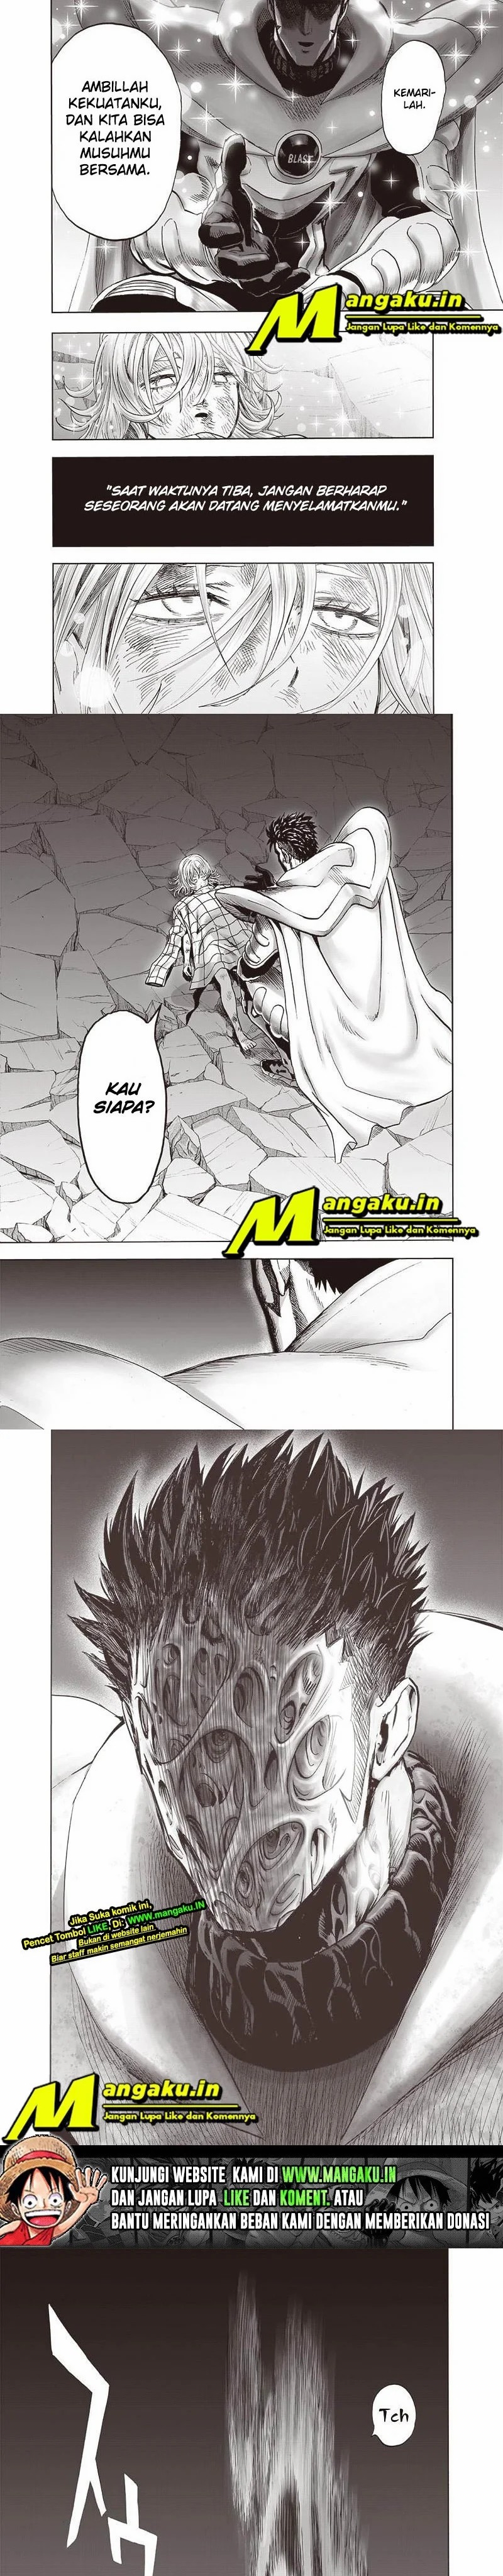 KEMARI-
LAH.
AMBILLAH
KEKUATANKU,
DAN KITA BISA
KALAHKAN
MUSUHMU
BERSAMA.
BLAST
Mangaku.in
Jangan Lupa Like dan Komennya
"SAAT WAKTUNYA TIBA, JANGAN BERHARAP
SESEORANG AKAN DATANG MENYELAMATKANMU."
KAU
SIAPA?
Mangaku.in
Jangan Lupa Like dan Komennya
Jika Suka komik ini,
Pencet Tombol LIKE, Di: www.mangaku.IN
Bukan di website lain
Biar staff makin semangat nerjemahin
Mangaku.in
Jangan Lupa Like dan Komennya
KUNJUNGI WEBSITE KAMI DI WWW.MANGAKU.IN
DAN JANGAN LUPA LIKE DAN KOMENT. ATAU
BANTU MERINGANKAN BEBAN KAMI DENGAN MEMBERIKAN DONASI
Tch